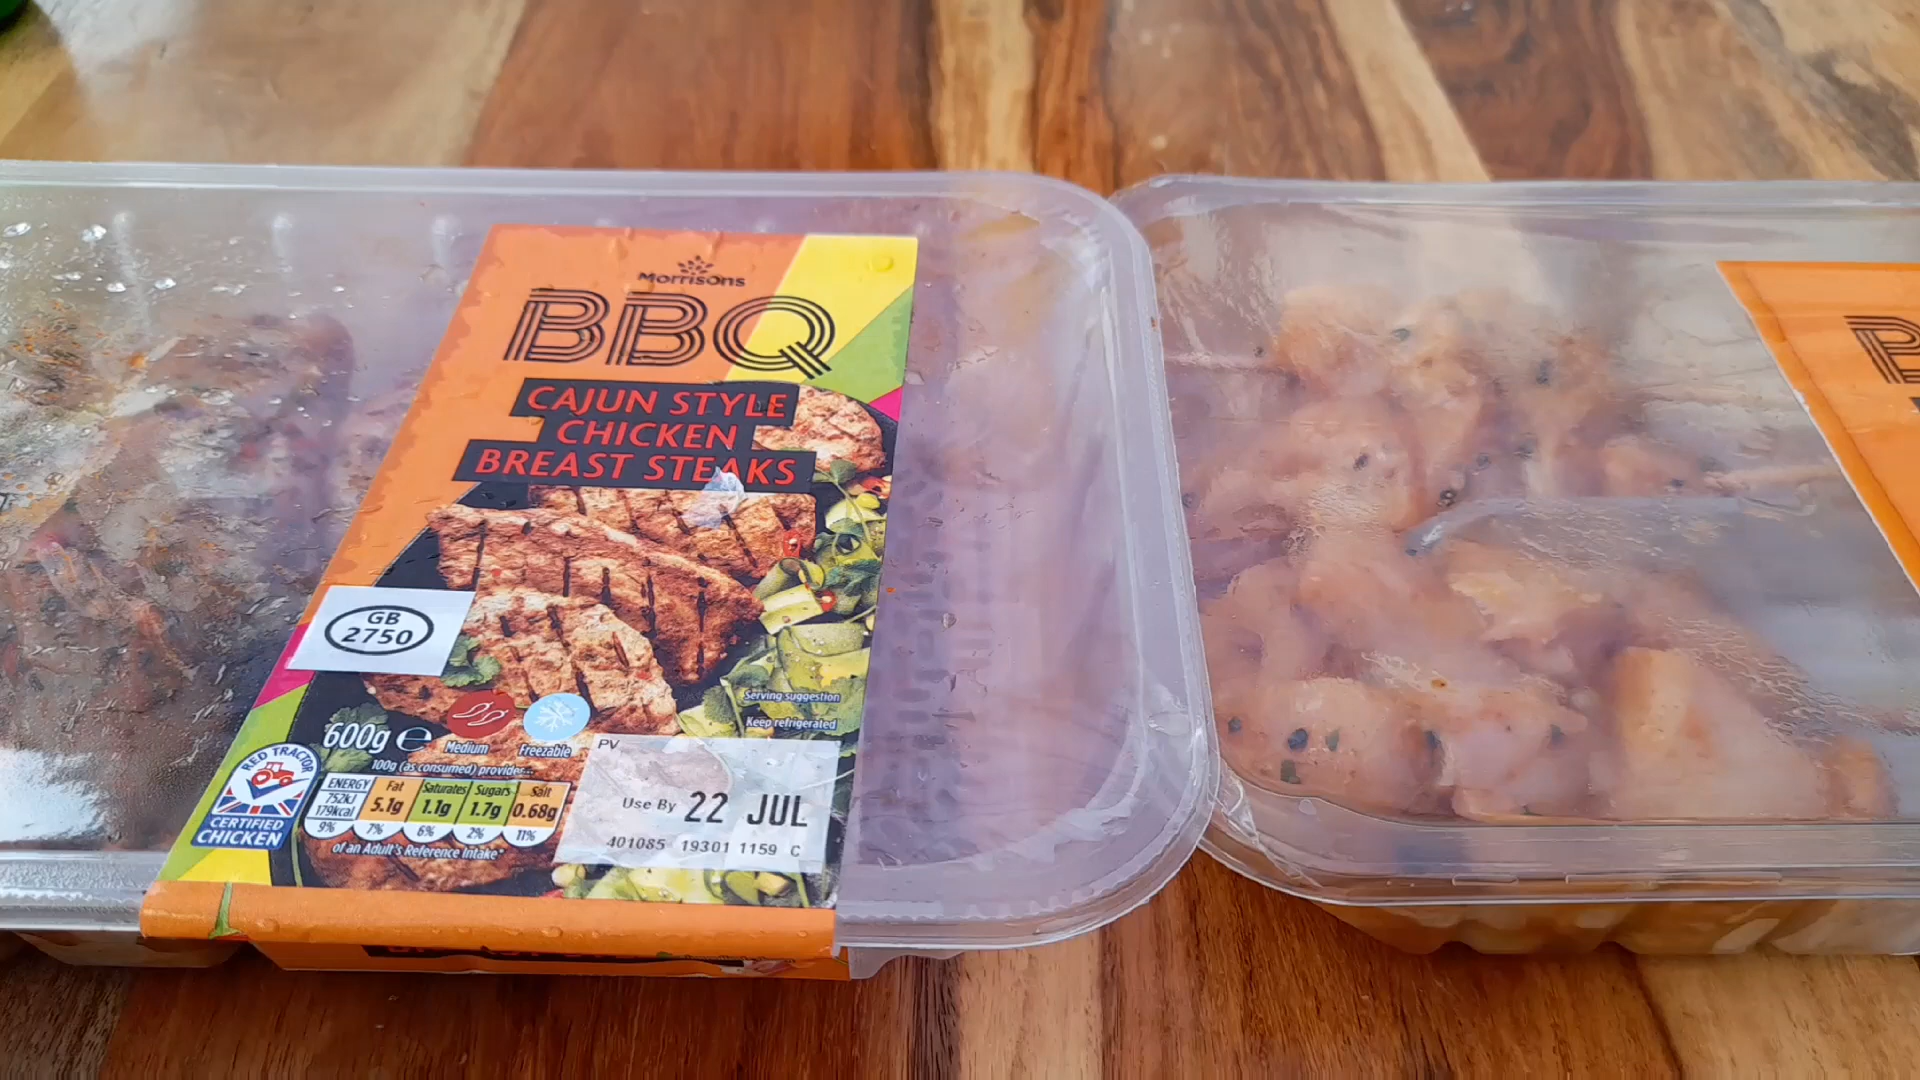 Morrisons
BBQ
CAJUN STYLE
CHICKEN
BREAST STEAKS
GB
2750
Serving suggestion
Keep refrigerated
600g e
Medium
Freezable
100g (as consumed) provides
RED TRACTOR
CERTIFIED
CHICKEN
ENERGY
752kJ
179kcal
9%
Fat
5.1g
7%
Saturates
1.1g
6%
Sugars
1.7g
2%
Salt
0.68g
11%
of an Adult's Reference Intake*
PV
Use By 22 JUL
401085 19301 1159 C